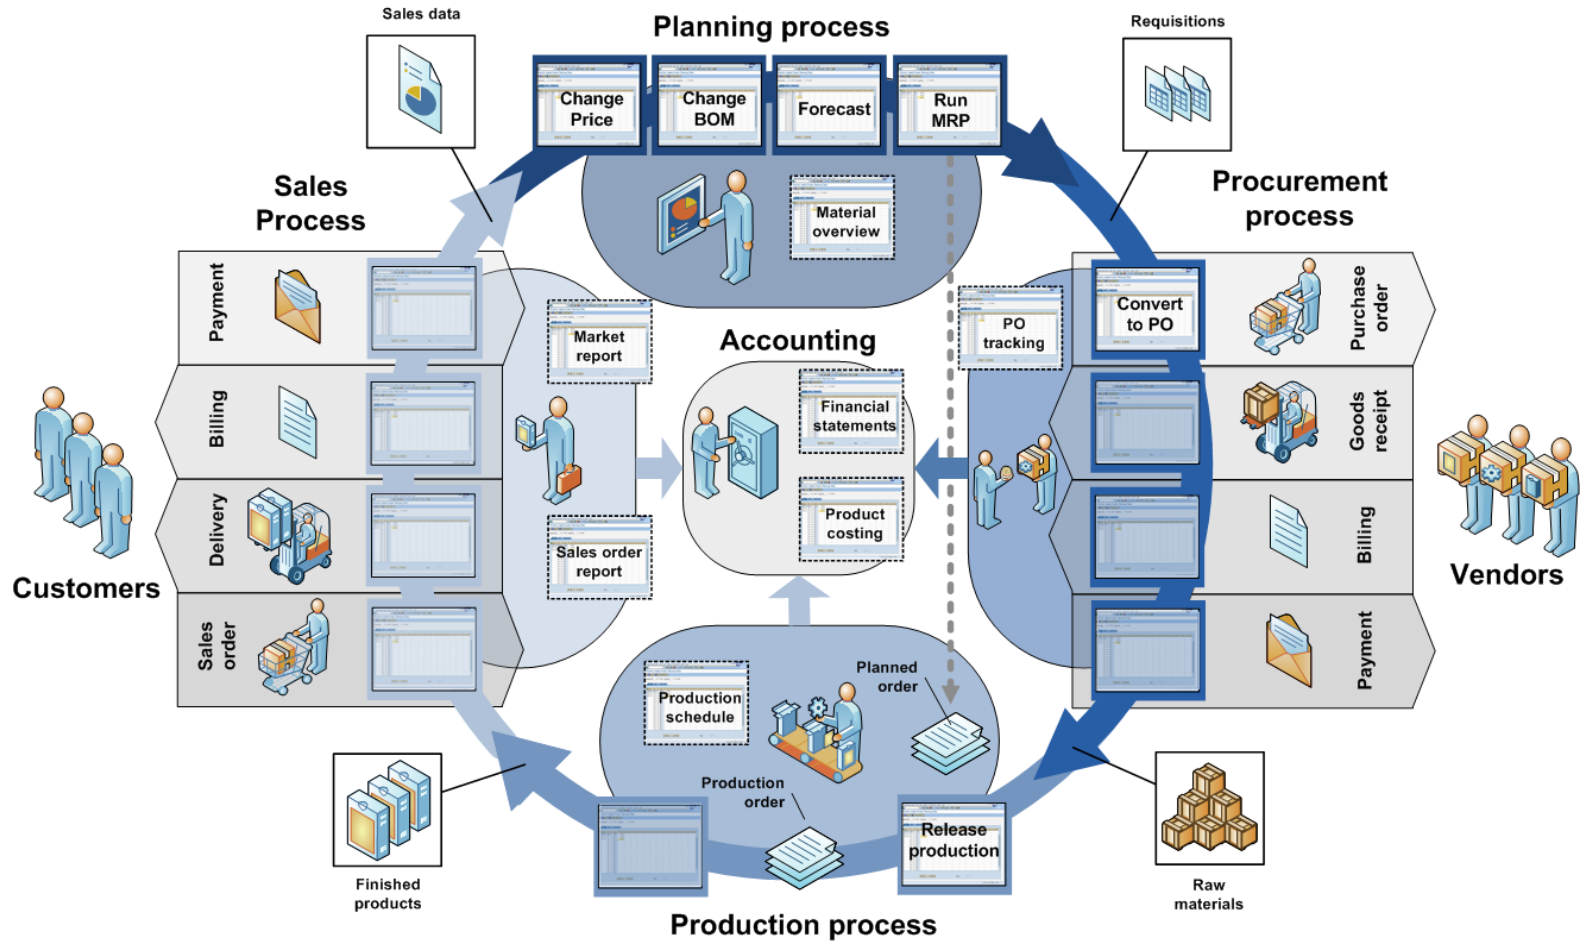 Sales data
Planning process
Requisitions
Change
Price
Change
BOM
Forecast
Run
MRP
Sales
Process
Procurement
process
Material
overview
Payment
Market
report
Accounting
PO
tracking
Convert
to PO
Purchase
order
Billing
Financial
statements
Goods
receipt
Customers
Delivery
Sales order
report
Product
costing
Billing
Vendors
Sales
order
Production
schedule
Planned
order
Payment
Production
order
Release
production
Finished
products
Raw
materials
Production process